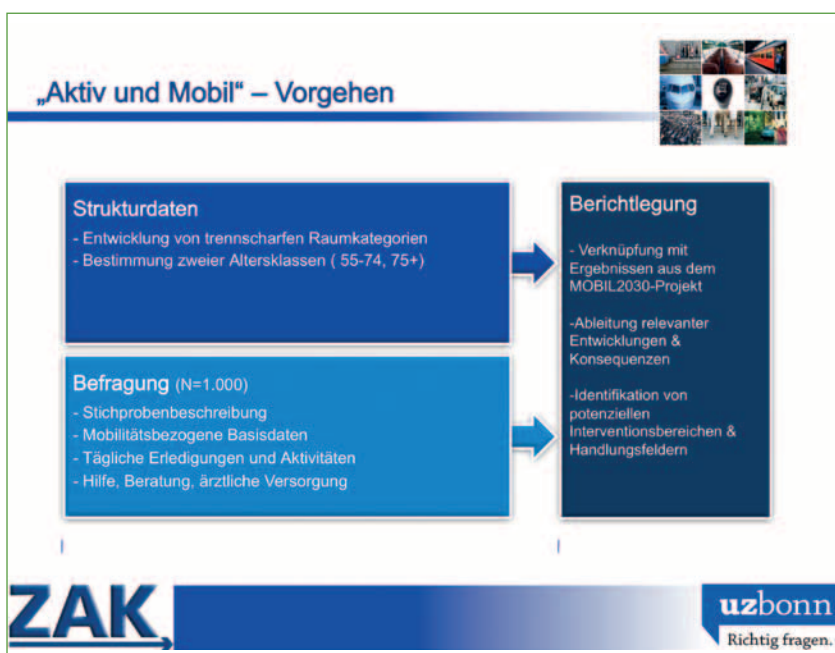 „Aktiv und Mobil“ – Vorgehen
Strukturdaten
- Entwicklung von trennscharfen Raumkategorien
- Bestimmung zweier Altersklassen ( 55-74, 75+)
Befragung (N=1.000)
- Stichprobenbeschreibung
- Mobilitätsbezogene Basisdaten
- Tägliche Erledigungen und Aktivitäten
- Hilfe, Beratung, ärztliche Versorgung
Berichtlegung
- Verknüpfung mit
Ergebnissen aus dem
MOBIL2030-Projekt
-Ableitung relevanter
Entwicklungen &
Konsequenzen
-Identifikation von
potenziellen
Interventionsbereichen &
Handlungsfeldern
ZAK
uzbonn
Richtig fragen.